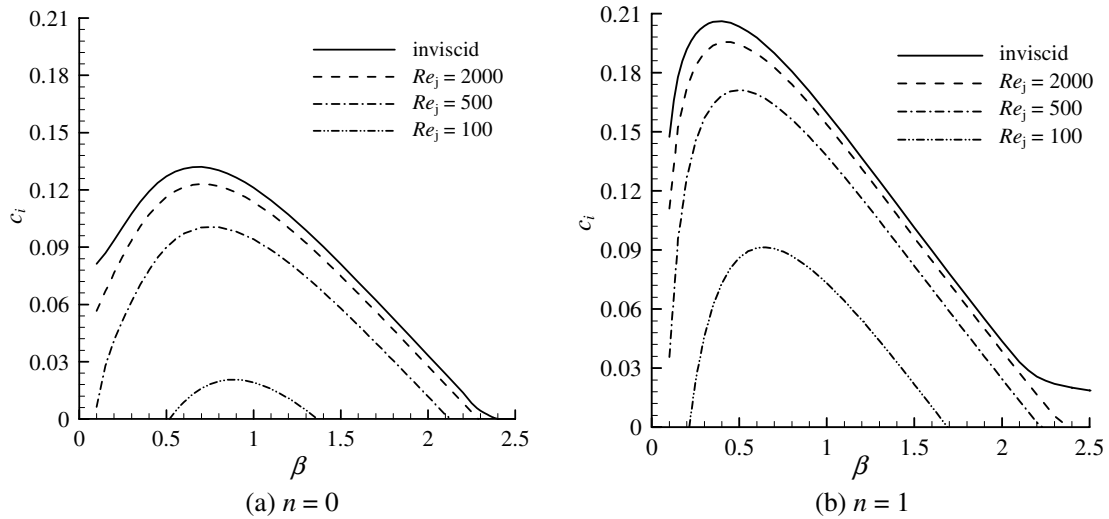 0.21
0.18
0.15
0.12
0.09
0.06
0.03
0
c_i
inviscid
Re_j = 2000
Re_j = 500
Re_j = 100
0 0.5 1 1.5 2 2.5
β
(a) n = 0
0.21
0.18
0.15
0.12
0.09
0.06
0.03
0
c_i
inviscid
Re_j = 2000
Re_j = 500
Re_j = 100
0 0.5 1 1.5 2 2.5
β
(b) n = 1